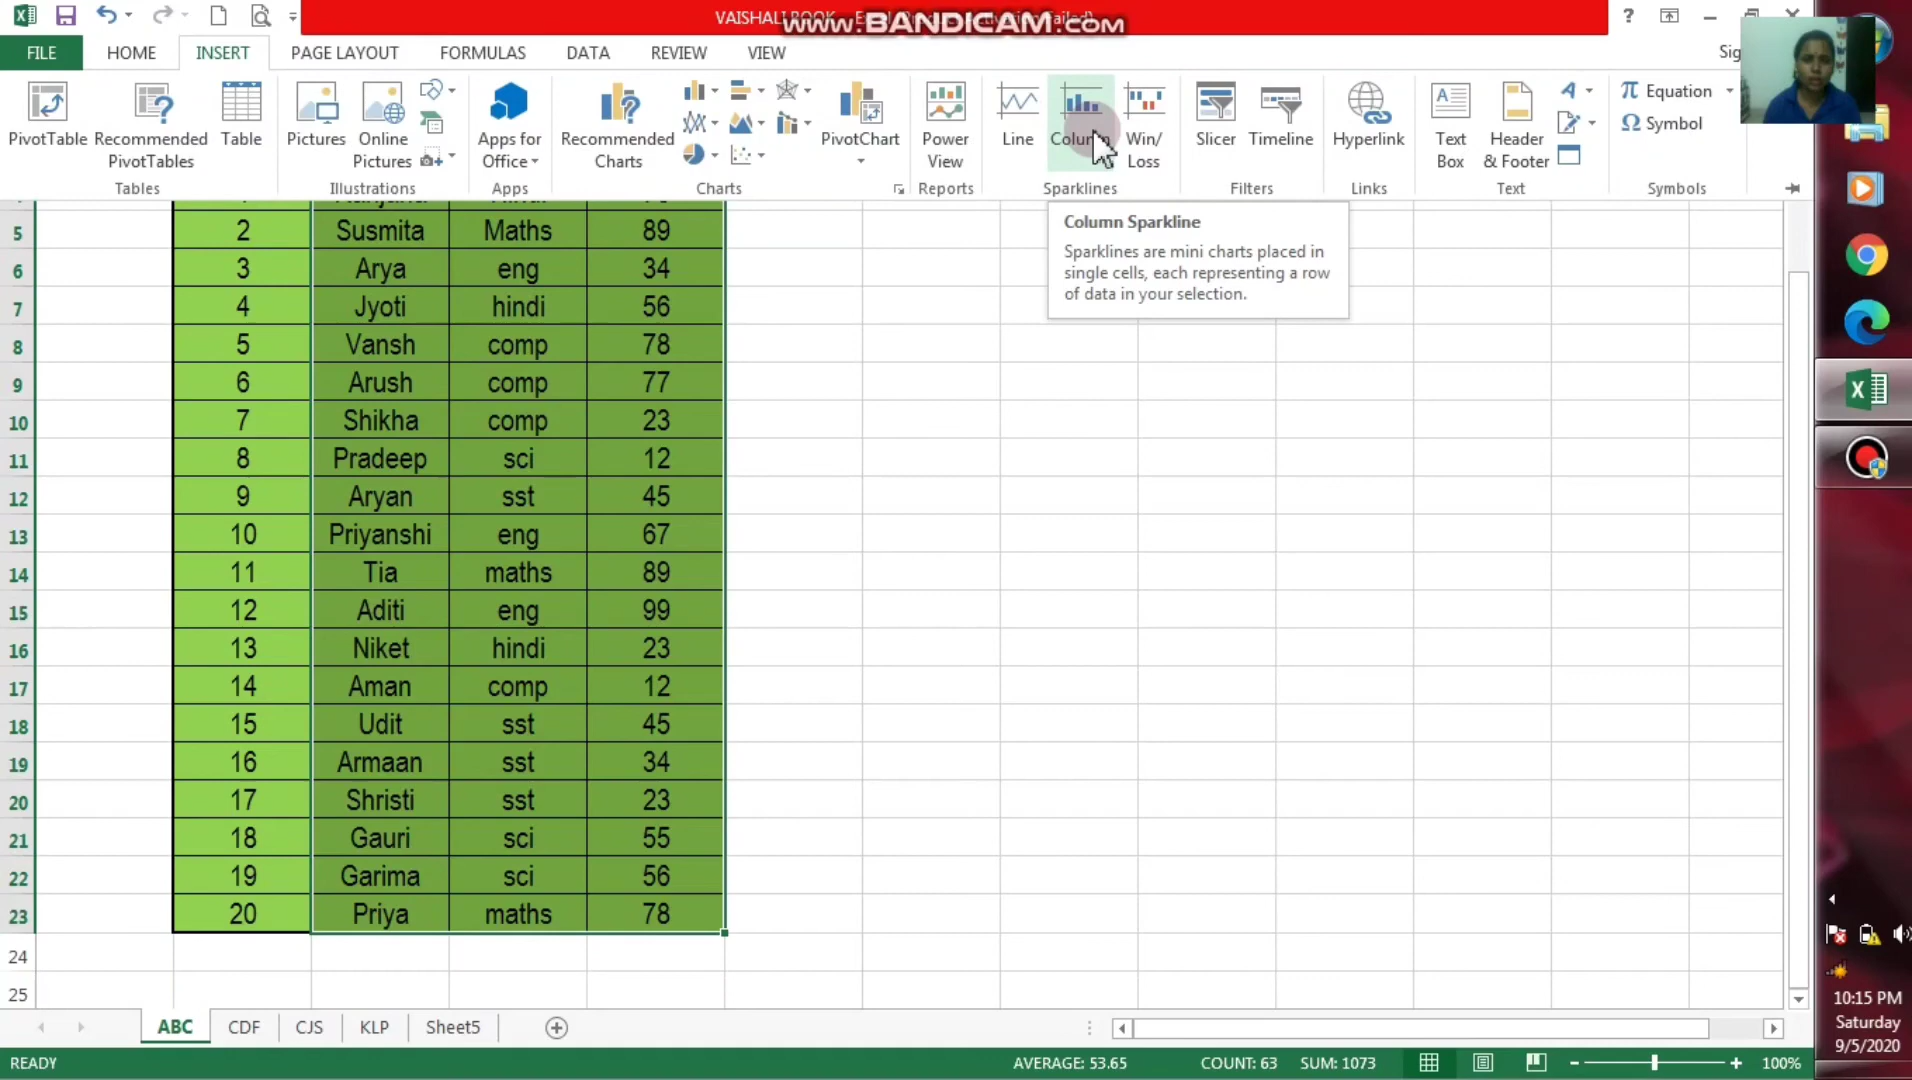 VAISHALI BOOK
www.BANDICAM.com
?
FILE
HOME
INSERT
PAGE LAYOUT
FORMULAS
DATA
REVIEW
VIEW
PivotTable
Recommended PivotTables
Table
Pictures
Online Pictures
Apps for Office
Recommended Charts
PivotChart
Power View
Line
Column
Win/ Loss
Slicer
Timeline
Hyperlink
Text Box
Header & Footer
π Equation
Ω Symbol
Tables
Illustrations
Apps
Charts
Reports
Sparklines
Filters
Links
Text
Symbols
Column Sparkline
Sparklines are mini charts placed in
single cells, each representing a row
of data in your selection.
5 2 Susmita Maths 89
6 3 Arya eng 34
7 4 Jyoti hindi 56
8 5 Vansh comp 78
9 6 Arush comp 77
10 7 Shikha comp 23
11 8 Pradeep sci 12
12 9 Aryan sst 45
13 10 Priyanshi eng 67
14 11 Tia maths 89
15 12 Aditi eng 99
16 13 Niket hindi 23
17 14 Aman comp 12
18 15 Udit sst 45
19 16 Armaan sst 34
20 17 Shristi sst 23
21 18 Gauri sci 55
22 19 Garima sci 56
23 20 Priya maths 78
24
25
ABC CDF CJS KLP Sheet5
READY
AVERAGE: 53.65 COUNT: 63 SUM: 1073
100%
10:15 PM
Saturday
9/5/2020